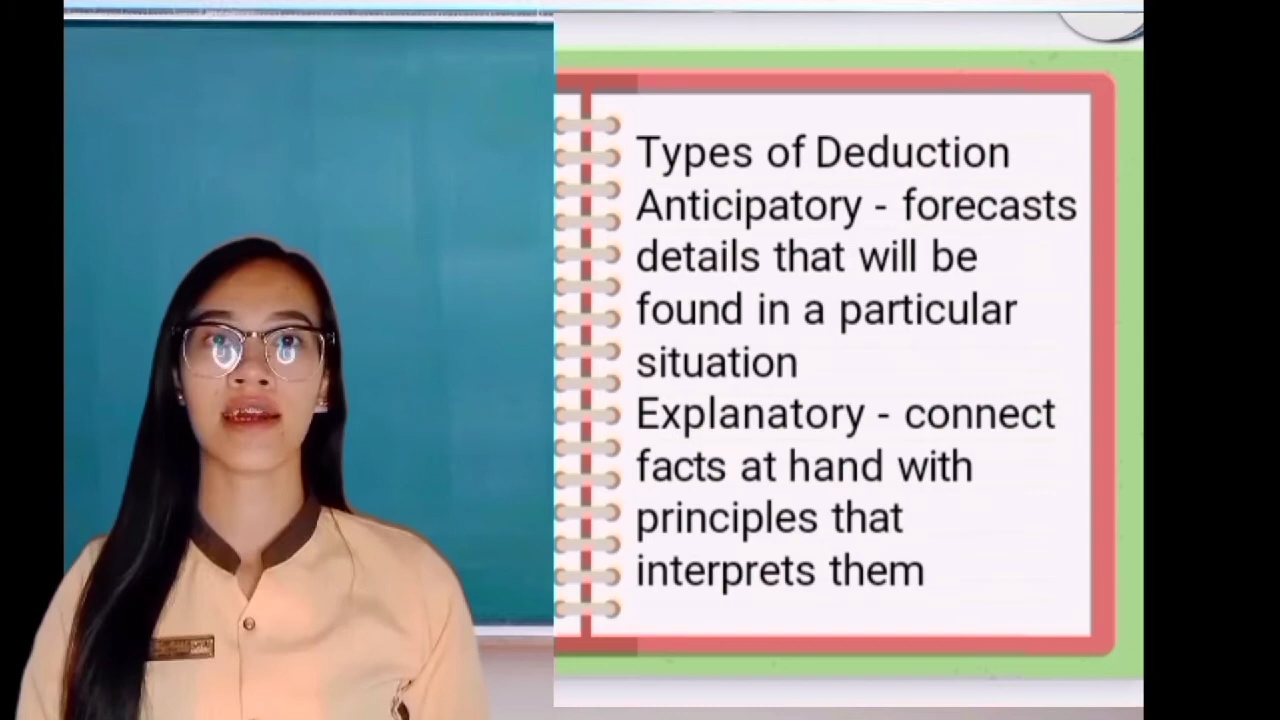 Types of Deduction
Anticipatory - forecasts
details that will be
found in a particular
situation
Explanatory - connect
facts at hand with
principles that
interprets them